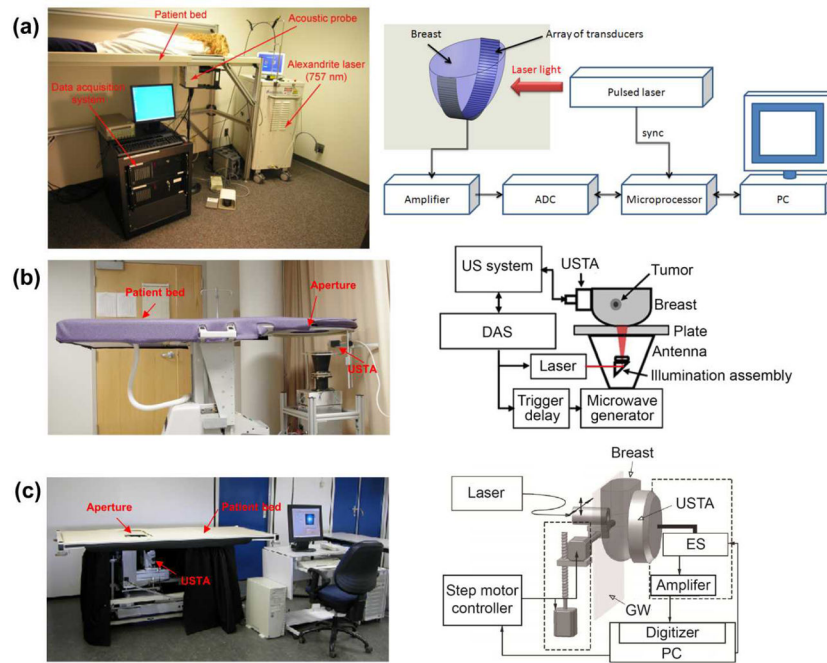 (a)
Patient bed
Acoustic probe
Alexandrite laser
(757 nm)
Data acquisition
system
Breast
Array of transducers
Laser light
Pulsed laser
sync
Amplifier
ADC
Microprocessor
PC
(b)
Patient bed
Aperture
USTA
US system
USTA
Tumor
Breast
Plate
DAS
Antenna
Laser
Illumination assembly
Trigger
delay
Microwave
generator
(c)
Aperture
Patient bed
USTA
Breast
Laser
USTA
ES
Amplifer
Step motor
controller
GW
Digitizer
PC